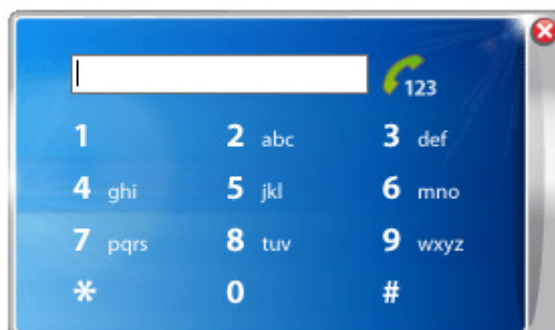 123
1 2 abc 3 def
4 ghi 5 jkl 6 mno
7 pqrs 8 tuv 9 wxyz
* 0 #